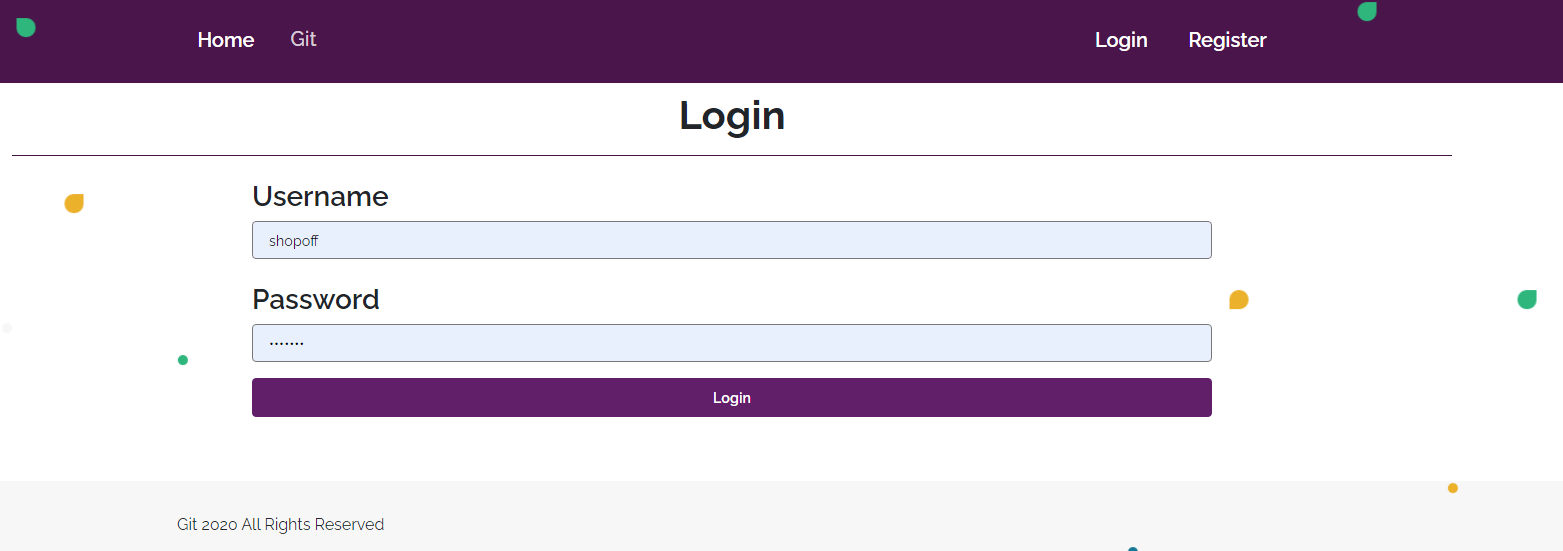 Home Git Login Register
Login
Username
shopoff
Password
•••••••
Login
Git 2020 All Rights Reserved